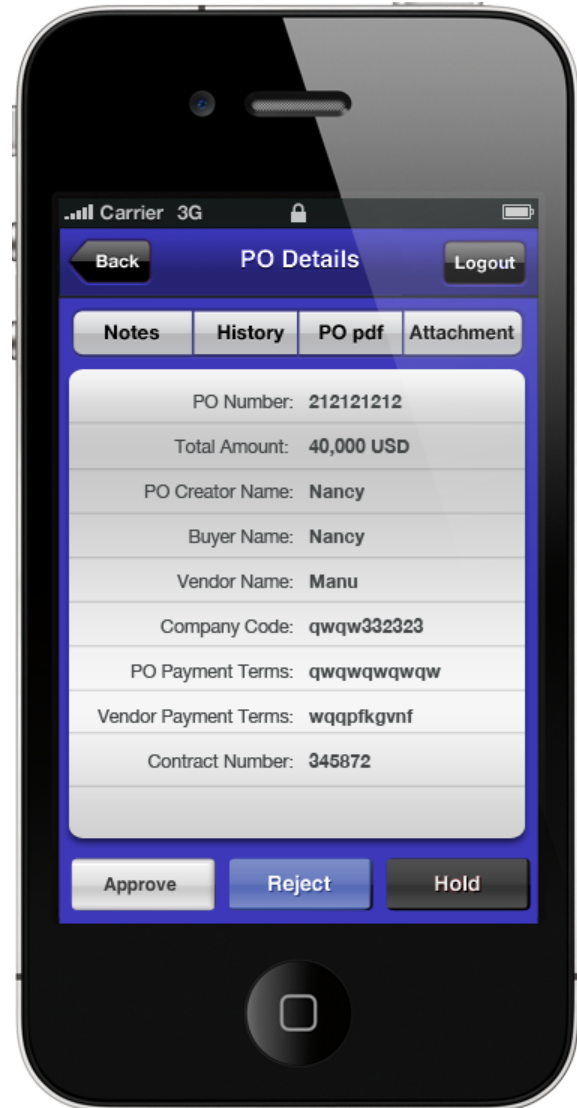 Carrier 3G
Back PO Details Logout
Notes History PO pdf Attachment
PO Number: 212121212
Total Amount: 40,000 USD
PO Creator Name: Nancy
Buyer Name: Nancy
Vendor Name: Manu
Company Code: qwqw332323
PO Payment Terms: qwqwqwqwqw
Vendor Payment Terms: wqqpfkgvnf
Contract Number: 345872
Approve Reject Hold